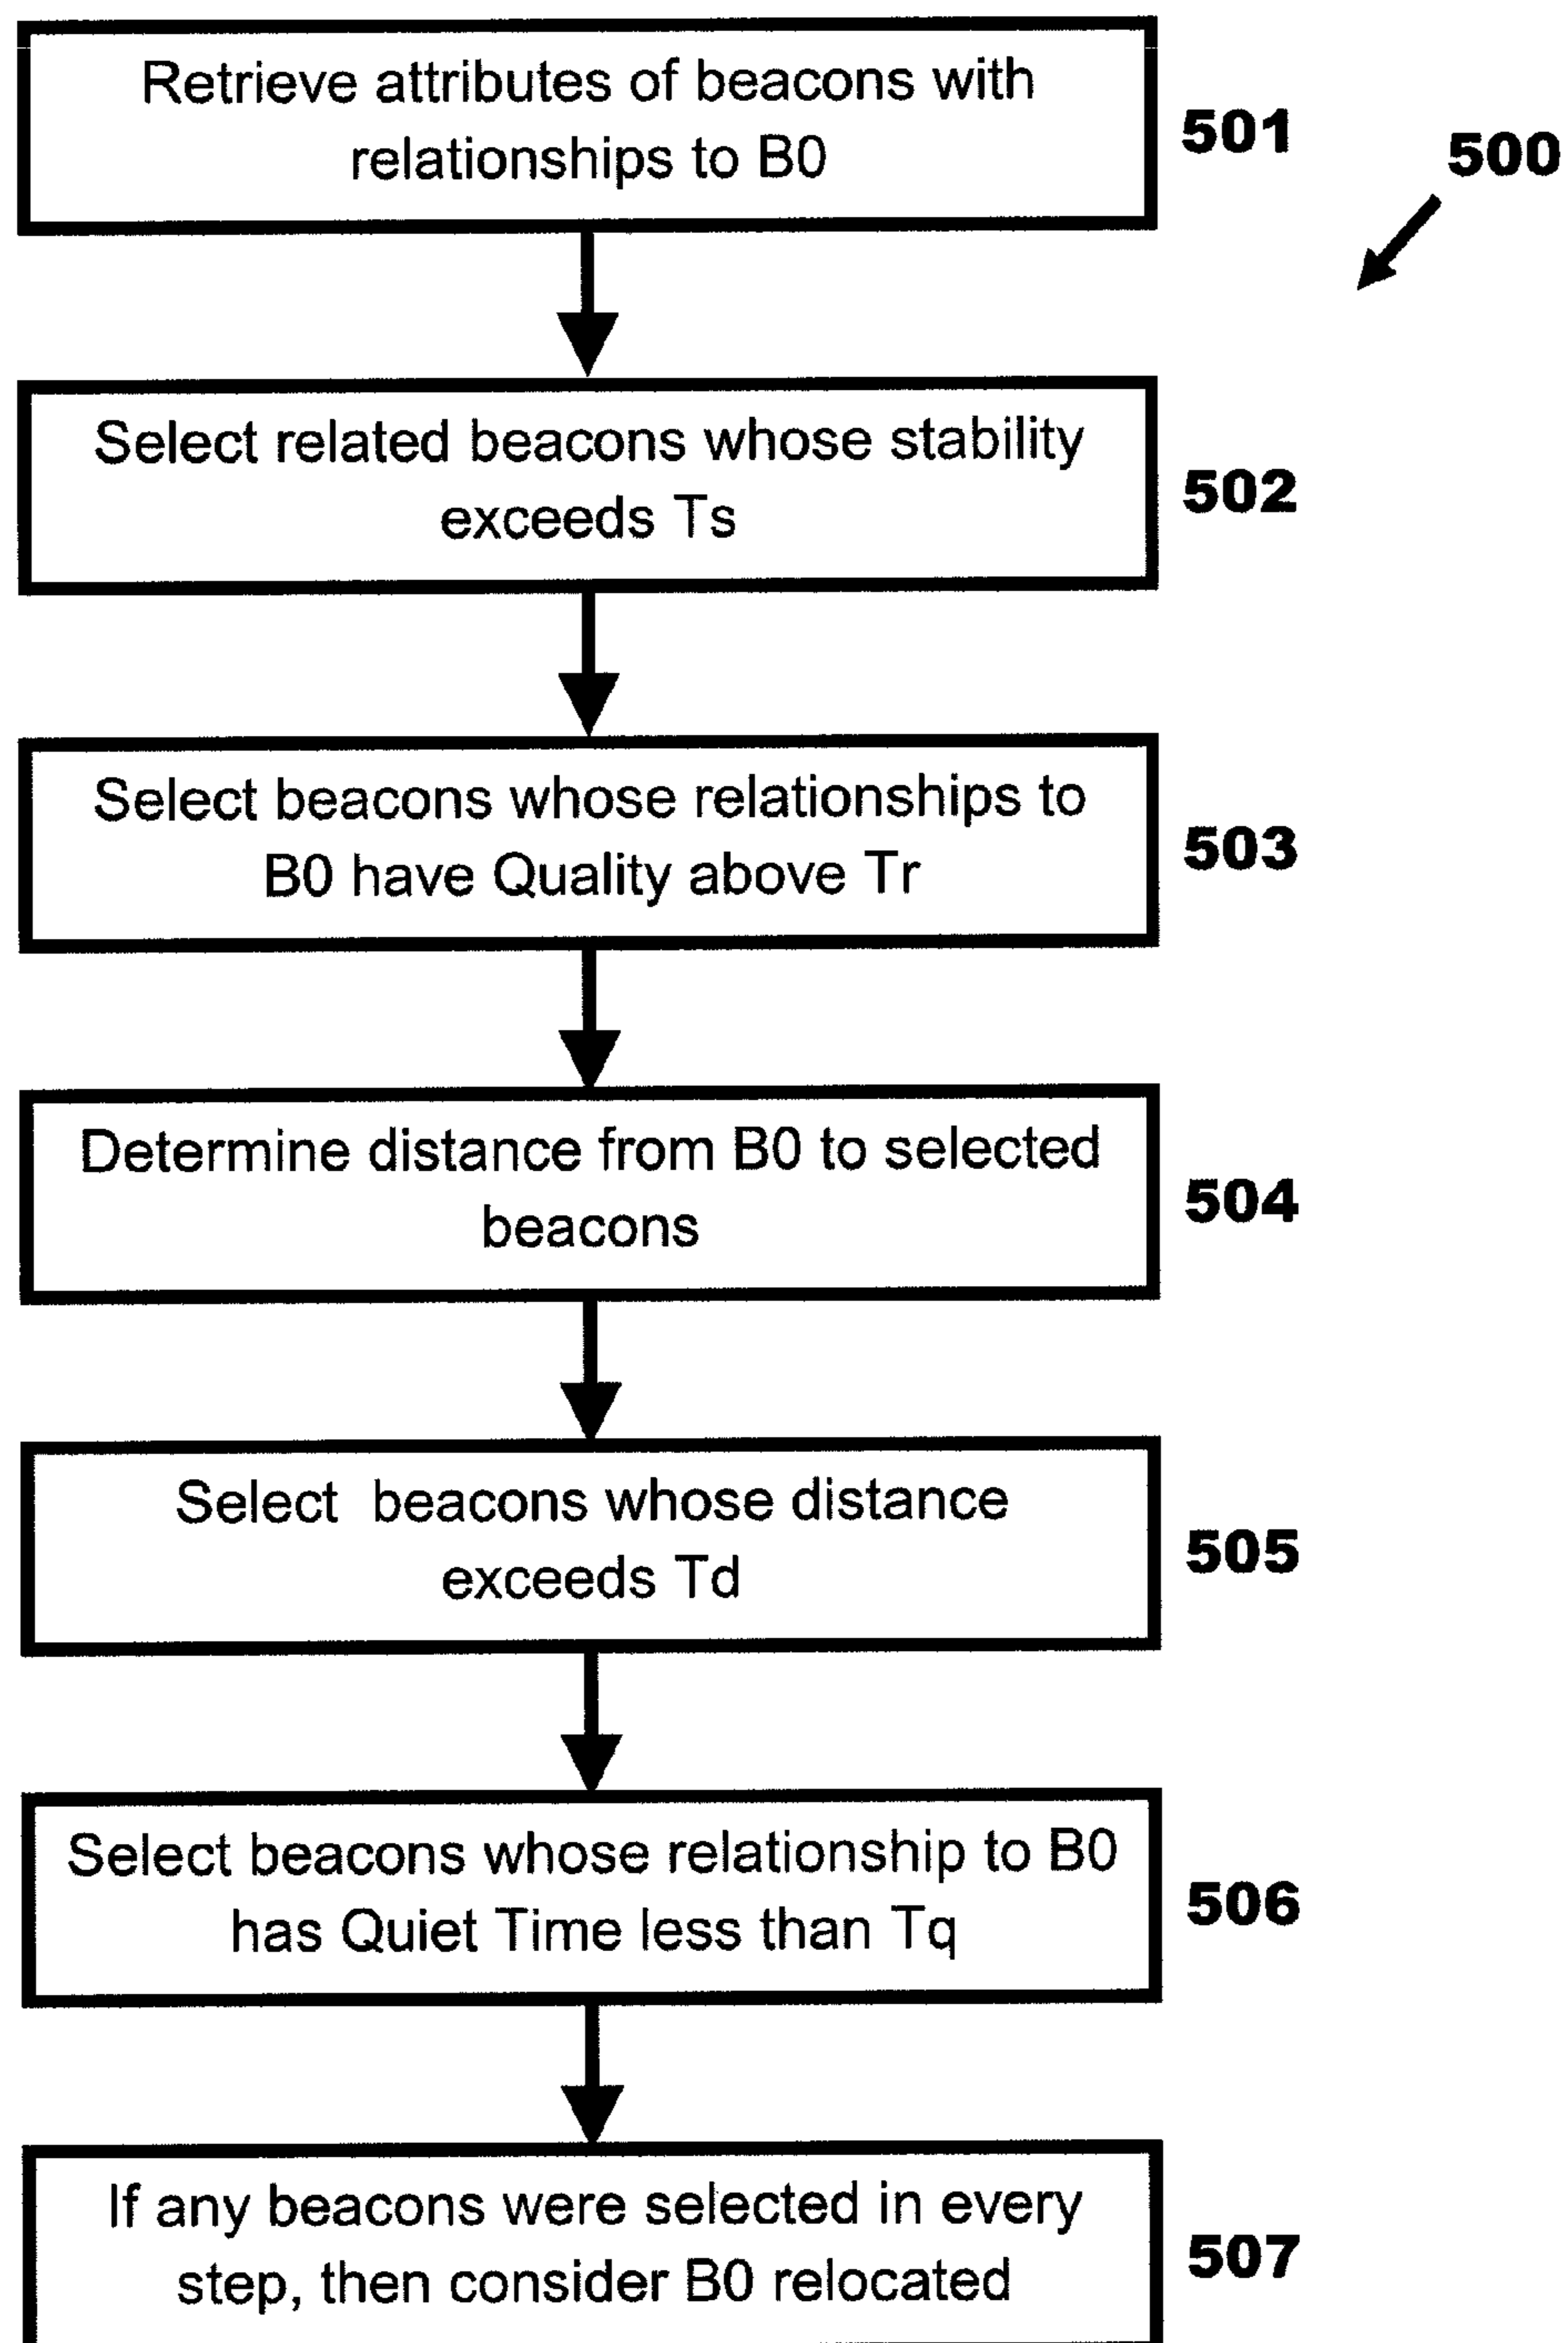 Retrieve attributes of beacons with
relationships to B0
501
500
Select related beacons whose stability
exceeds Ts
502
Select beacons whose relationships to
B0 have Quality above Tr
503
Determine distance from B0 to selected
beacons
504
Select beacons whose distance
exceeds Td
505
Select beacons whose relationship to B0
has Quiet Time less than Tq
506
If any beacons were selected in every
step, then consider B0 relocated
507